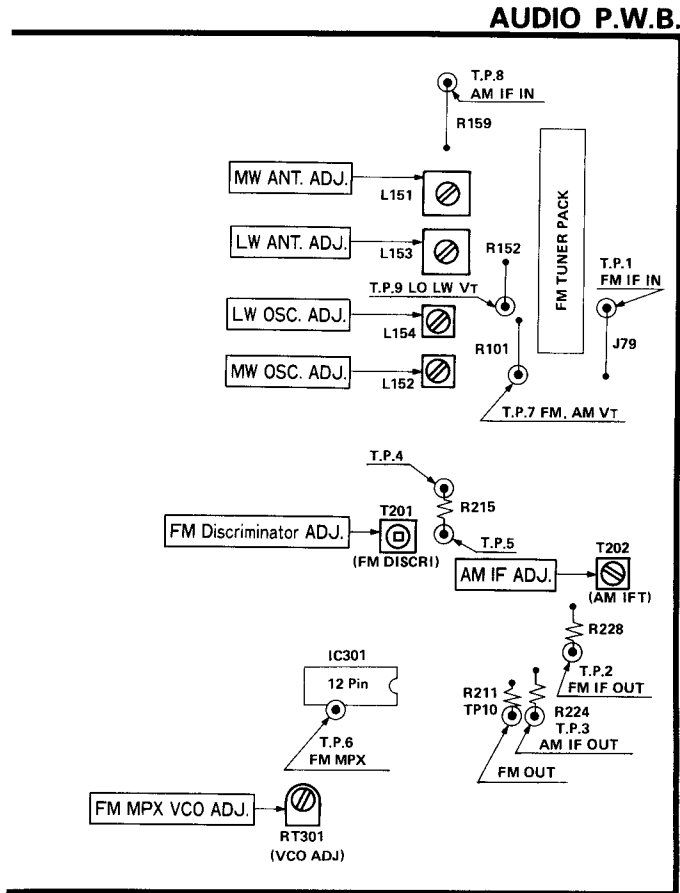 AUDIO P.W.B.
T.P.8
AM IF IN
R159
MW ANT. ADJ.
L151
LW ANT. ADJ.
L153
R152
FM TUNER PACK
T.P.1
FM IF IN
T.P.9 LO LW VT
LW OSC. ADJ.
L154
R101
J79
MW OSC. ADJ.
L152
T.P.7 FM, AM VT
T.P.4
R215
T201
FM Discriminator ADJ.
(FM DISCRI)
T.P.5
AM IF ADJ.
T202
(AM IFT)
R228
IC301
12 Pin
T.P.2
FM IF OUT
R211
TP10
R224
T.P.3
AM IF OUT
T.P.6
FM MPX
FM OUT
FM MPX VCO ADJ.
RT301
(VCO ADJ)